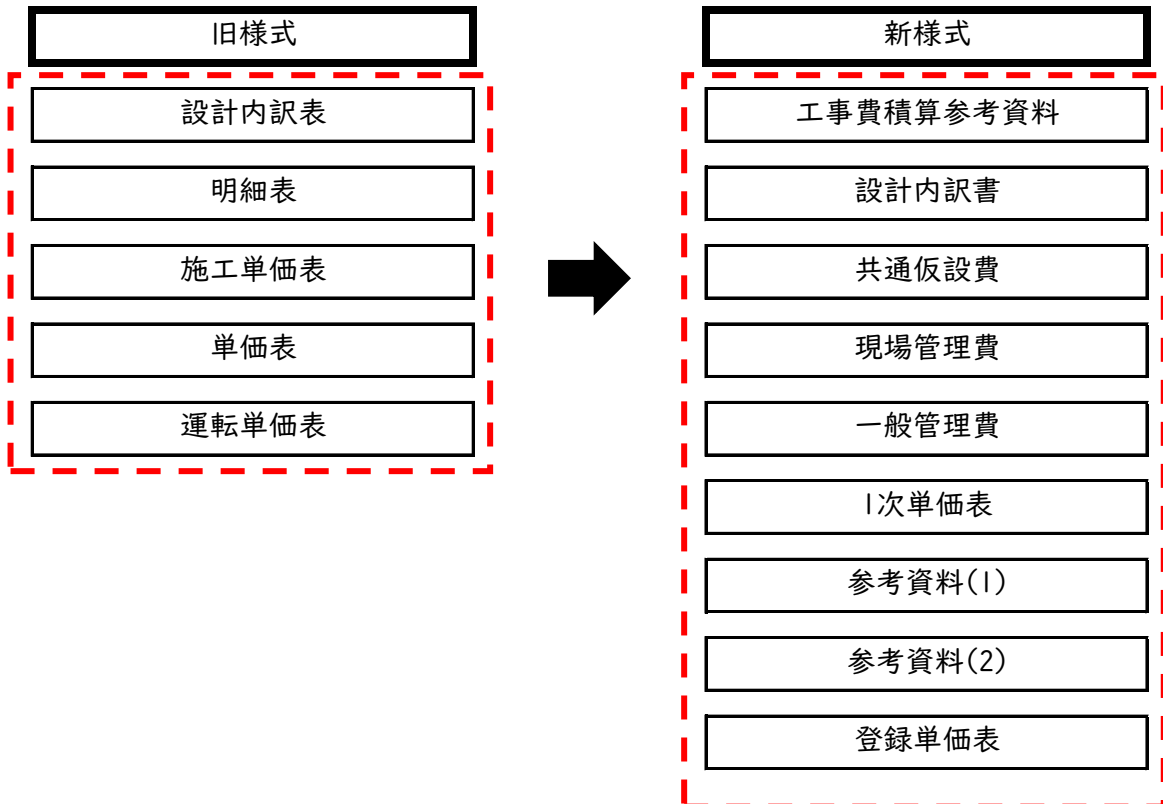 旧様式
設計内訳表
明細表
施工単価表
単価表
運転単価表
新様式
工事費積算参考資料
設計内訳書
共通仮設費
現場管理費
一般管理費
1次単価表
参考資料(1)
参考資料(2)
登録単価表